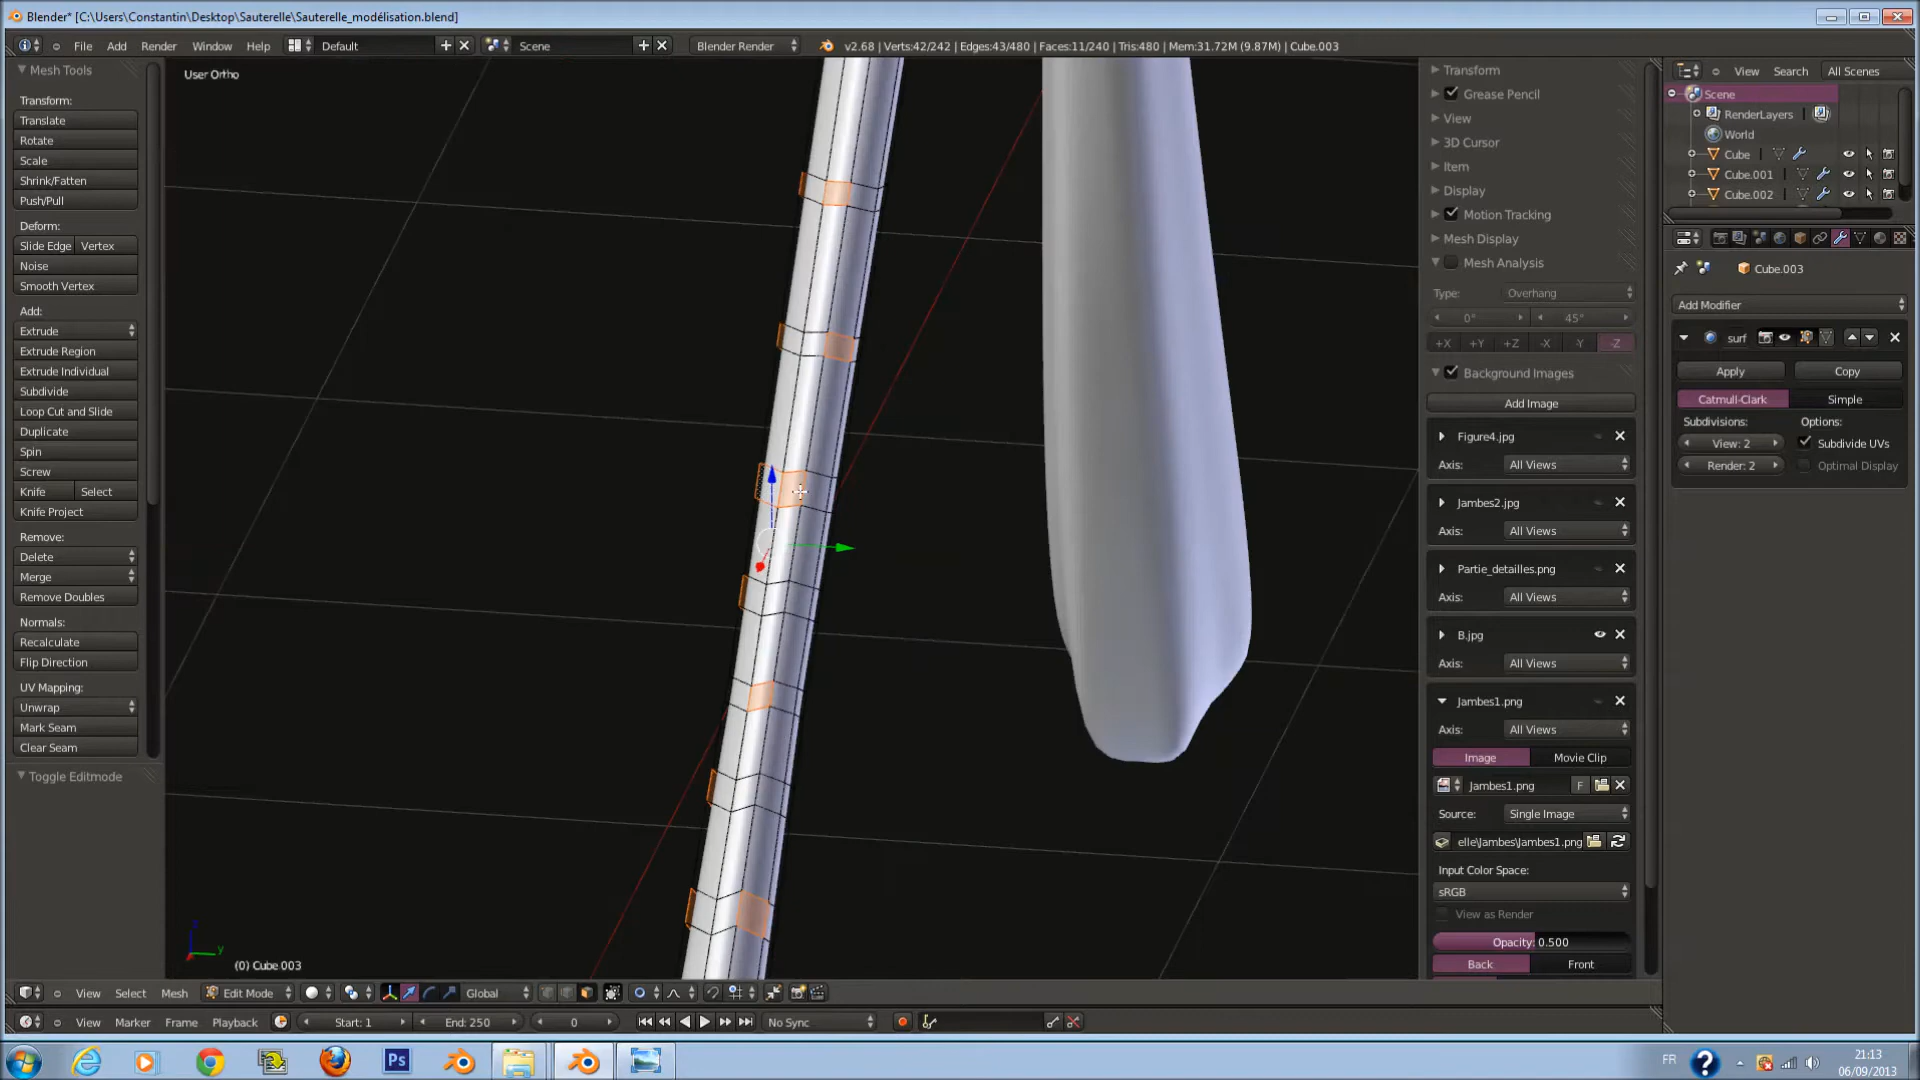 Blender* [C:\Users\Constantin\Desktop\Sauterelle\Sauterelle_modélisation.blend]
File Add Render Window Help Default Scene Blender Render v2.68 | Verts:42/242 | Edges:43/480 | Faces:11/240 | Tris:480 | Mem:31.72M (9.87M) | Cube.003
Mesh Tools
Transform:
Translate
Rotate
Scale
Shrink/Fatten
Push/Pull
Deform:
Slide Edge Vertex
Noise
Smooth Vertex
Add:
Extrude
Extrude Region
Extrude Individual
Subdivide
Loop Cut and Slide
Duplicate
Spin
Screw
Knife Select
Knife Project
Remove:
Delete
Merge
Remove Doubles
Normals:
Recalculate
Flip Direction
UV Mapping:
Unwrap
Mark Seam
Clear Seam
Toggle Editmode
User Ortho
y
(0) Cube.003
Transform
Grease Pencil
View
3D Cursor
Item
Display
Motion Tracking
Mesh Display
Mesh Analysis
Type: Overhang
0° 45°
+X +Y +Z -X -Y -Z
Background Images
Add Image
Figure4.jpg
Axis: All Views
Jambes2.jpg
Axis: All Views
Partie_detailles.png
Axis: All Views
B.jpg
Axis: All Views
Jambes1.png
Axis: All Views
Image Movie Clip
Jambes1.png F
Source: Single Image
elle\Jambes\Jambes1.png
Input Color Space:
sRGB
View as Render
Opacity: 0.500
Back Front
View Search All Scenes
Scene
RenderLayers
World
Cube
Cube.001
Cube.002
Cube.003
Add Modifier
surf
Apply Copy
Catmull-Clark Simple
Subdivisions: Options:
View: 2 Subdivide UVs
Render: 2 Optimal Display
View Select Mesh Edit Mode Global
View Marker Frame Playback Start: 1 End: 250 0 No Sync
Ps
FR
21:13
06/09/2013